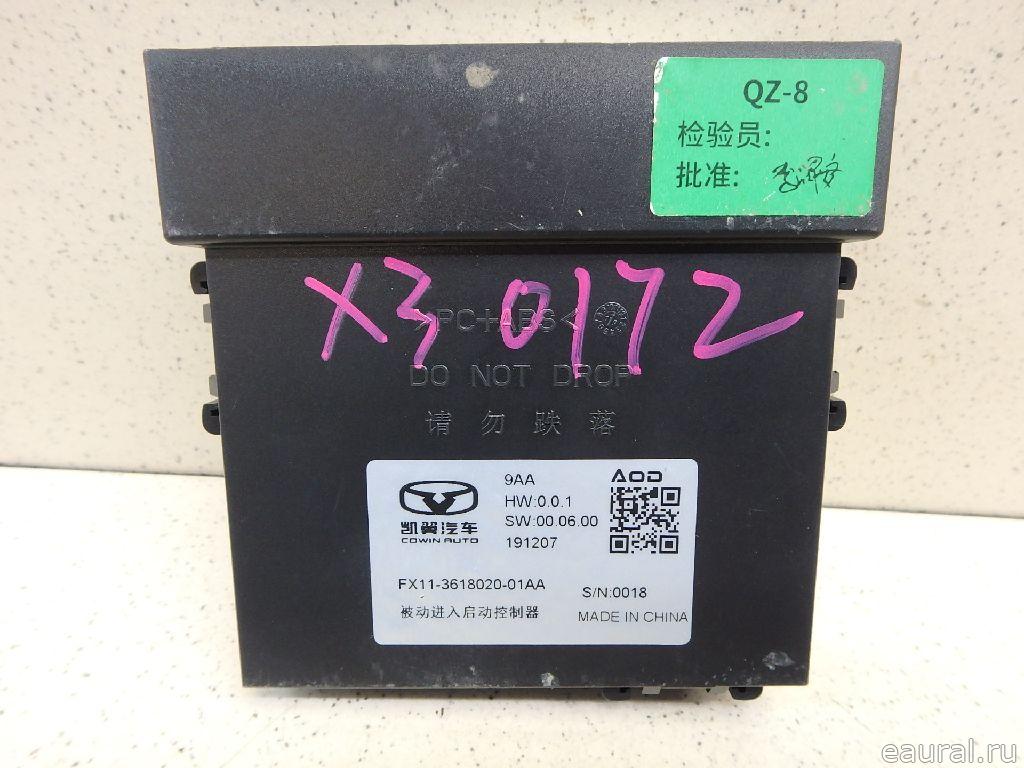 QZ-8
检验员:
批准:
X30172
>PC+ABS<
DO NOT DROP
请勿跌落
9AA
AOD
HW:0.0.1
SW:00.06.00
凯翼汽车
COWIN AUTO
191207
FX11-3618020-01AA
S/N:0018
被动进入启动控制器
MADE IN CHINA
eaural.ru